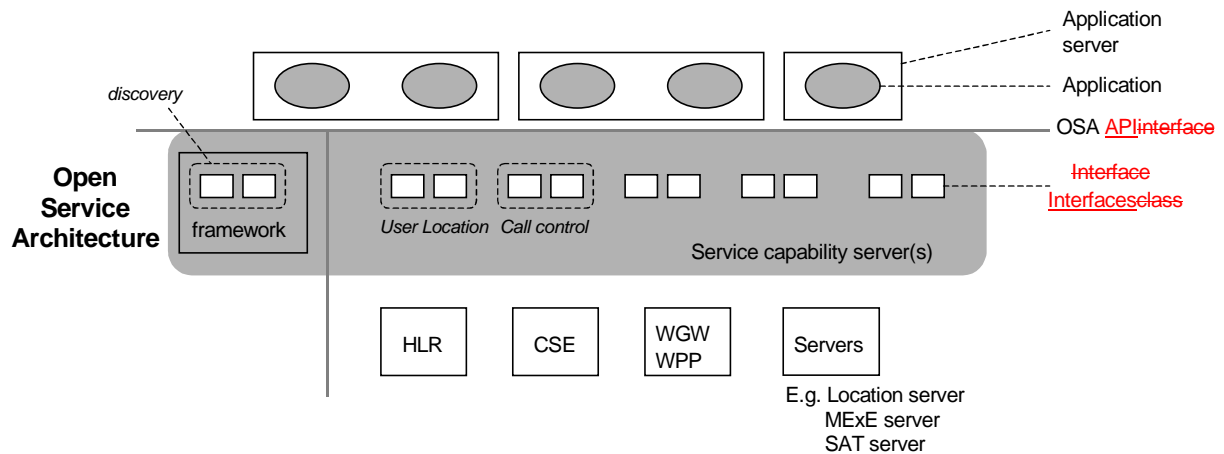 Application
server
discovery
Application
OSA APIinterface
Open
Service
Architecture
framework
User Location
Call control
Interface
Interfacesclass
Service capability server(s)
HLR
CSE
WGW
WPP
Servers
E.g. Location server
MExE server
SAT server